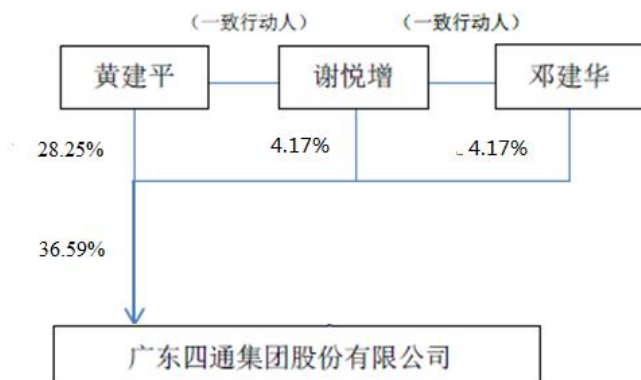 （一致行动人） （一致行动人）
黄建平 谢悦增 邓建华
28.25% 4.17% 4.17%
36.59%
广东四通集团股份有限公司